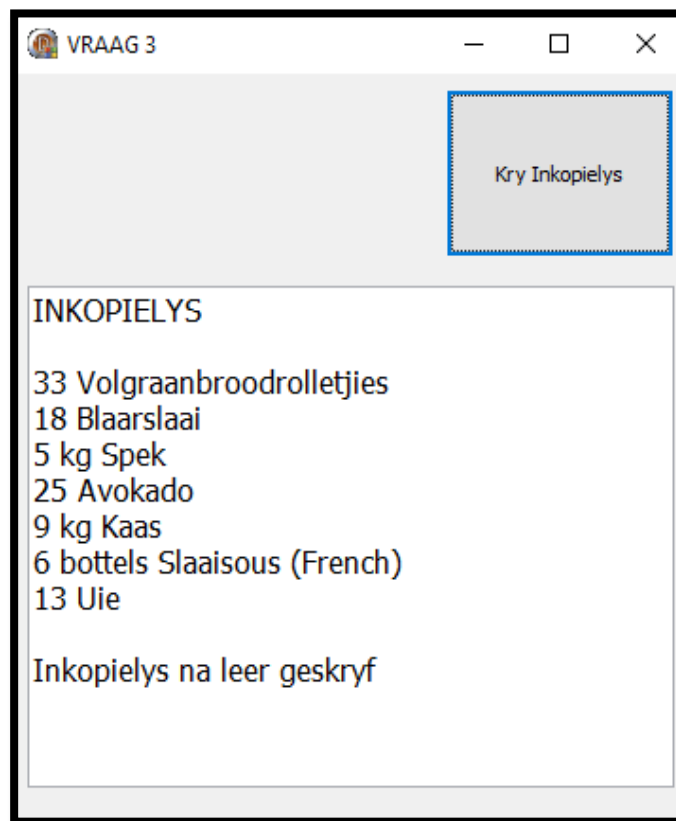 VRAAG 3
Kry Inkopielys
INKOPIELYS
33 Volgraanbroodrolletjies
18 Blaarslaai
5 kg Spek
25 Avokado
9 kg Kaas
6 bottels Slaaisous (French)
13 Uie
Inkopielys na leer geskryf